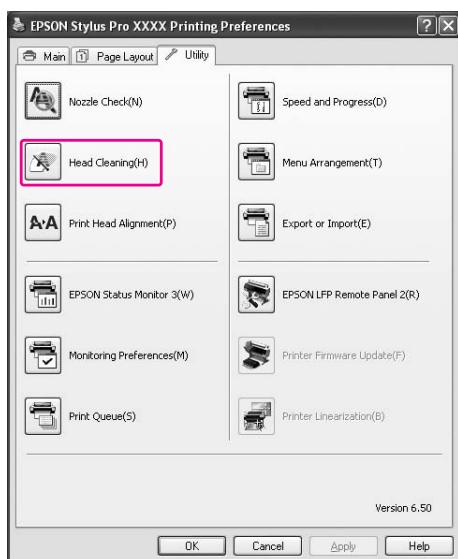 EPSON Stylus Pro XXXX Printing Preferences
Main
Page Layout
Utility
Nozzle Check(N)
Speed and Progress(D)
Head Cleaning(H)
Menu Arrangement(T)
A·A
Print Head Alignment(P)
Export or Import(E)
EPSON Status Monitor 3(W)
EPSON LFP Remote Panel 2(R)
Monitoring Preferences(M)
Printer Firmware Update(F)
Print Queue(S)
Printer Linearization(B)
Version 6.50
OK
Cancel
Apply
Help